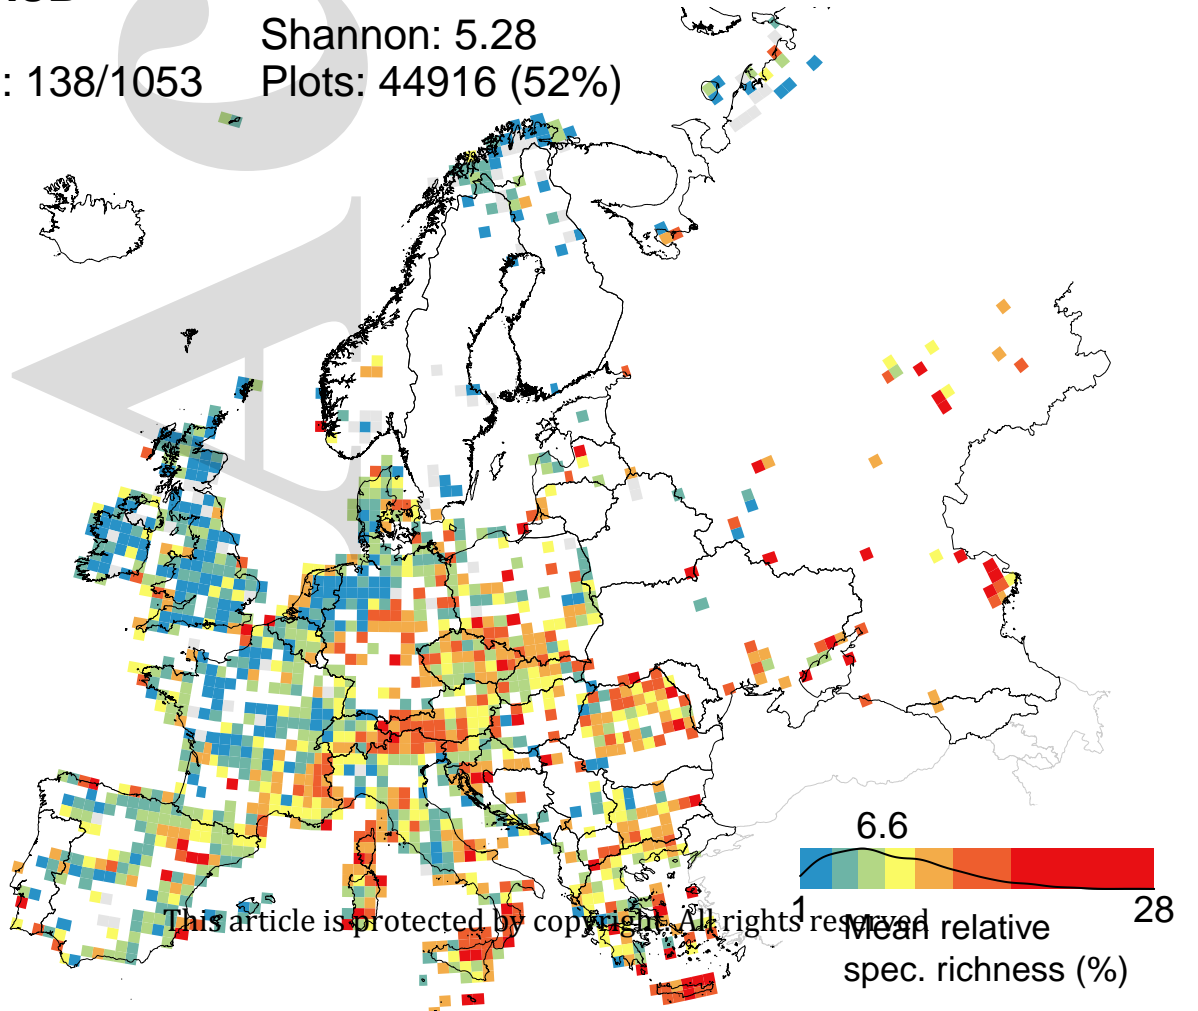 Shannon: 5.28
: 138/1053 Plots: 44916 (52%)
6.6
1 28
Mean relative
spec. richness (%)
This article is protected by copyright. All rights reserved